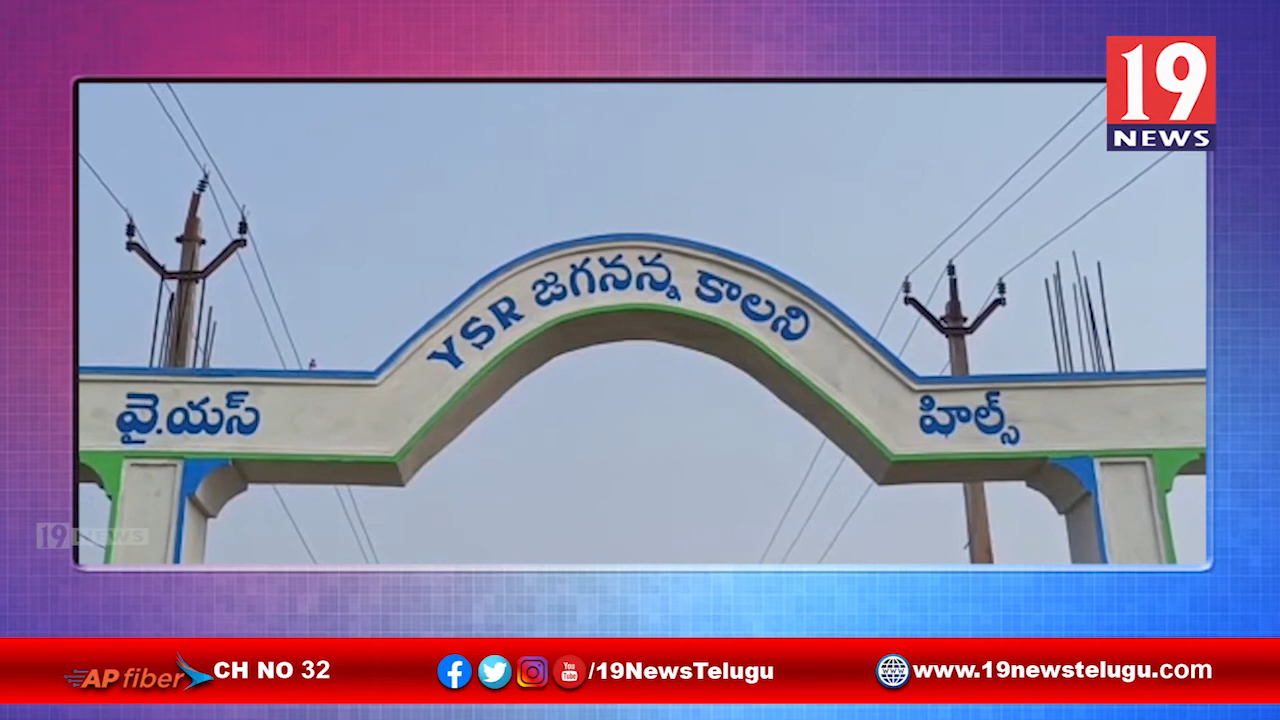 19
NEWS
YSR జగనన్న కాలని
వై.యస్
హిల్స్
19 NEWS
AP fiber CH NO 32
/19NewsTelugu
www.19newstelugu.com